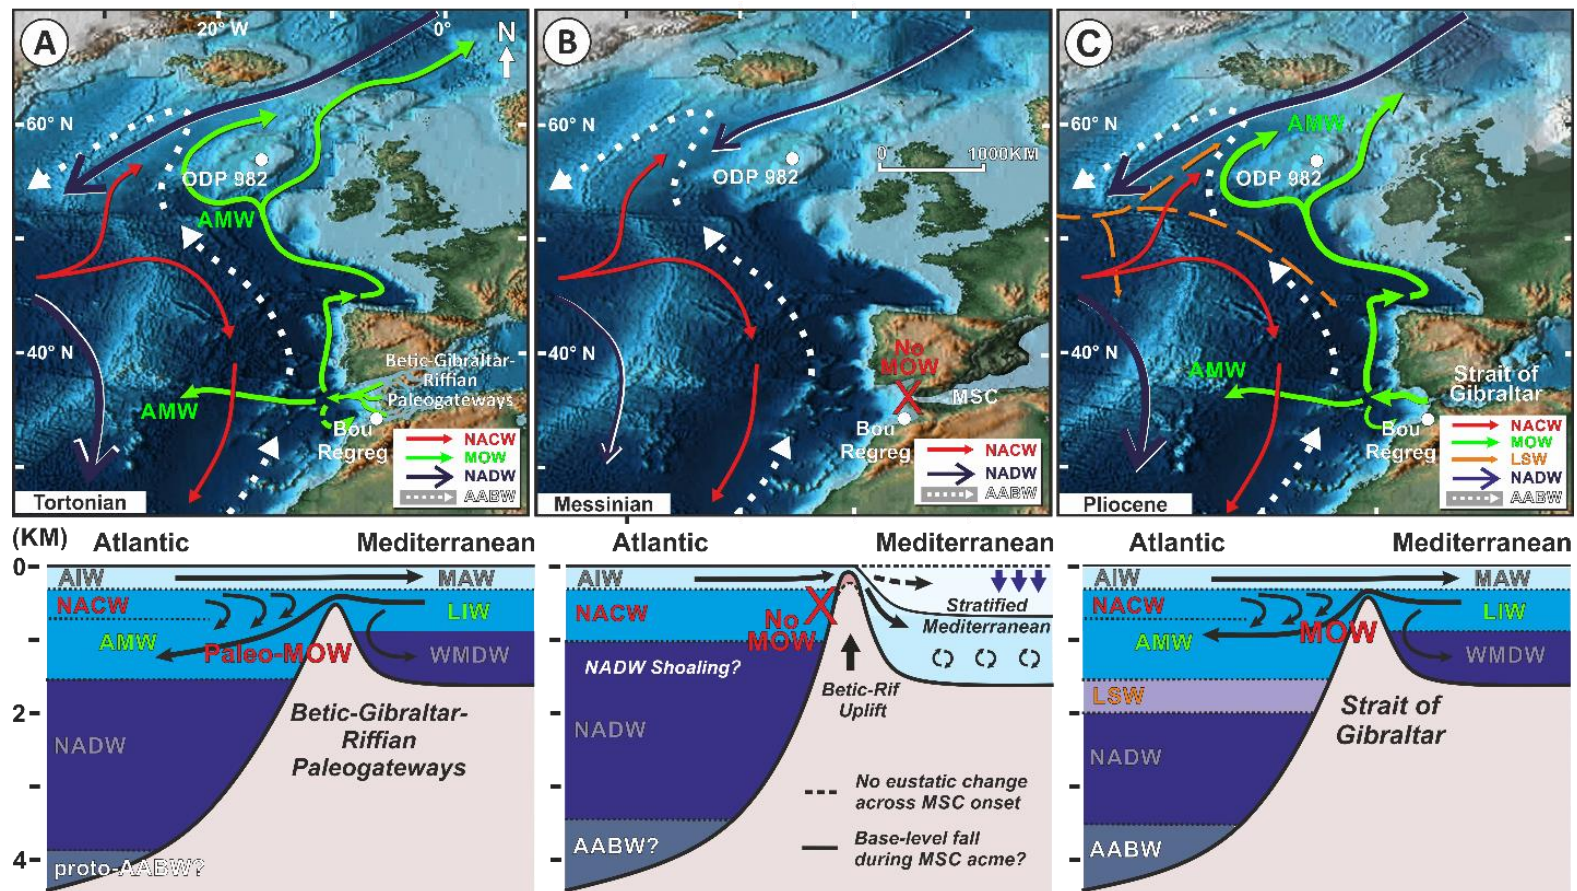 A
20° W
0°
N
60° N
ODP 982
AMW
40° N
Betic-Gibraltar-
Riffian
Paleogateways
AMW
Bou
Regreg
NACW
MOW
NADW
AABW
Tortonian
B
60° N
0
1000KM
ODP 982
40° N
No
MOW
X
MSC
Bou
Regreg
NACW
NADW
AABW
Messinian
C
60° N
AMW
ODP 982
40° N
AMW
Strait of
Gibraltar
Bou
Regreg
NACW
MOW
LSW
NADW
AABW
Pliocene
(KM)
0
2
4
Atlantic
Mediterranean
AIW
MAW
NACW
LIW
AMW
Paleo-MOW
WMDW
NADW
Betic-Gibraltar-
Riffian
Paleogateways
proto-AABW?
Atlantic
Mediterranean
AIW
NACW
X
No
MOW
Stratified
Mediterranean
NADW Shoaling?
Betic-Rif
Uplift
NADW
No eustatic change
across MSC onset
AABW?
Base-level fall
during MSC acme?
Atlantic
Mediterranean
AIW
MAW
NACW
LIW
AMW
MOW
WMDW
LSW
Strait of
Gibraltar
NADW
AABW